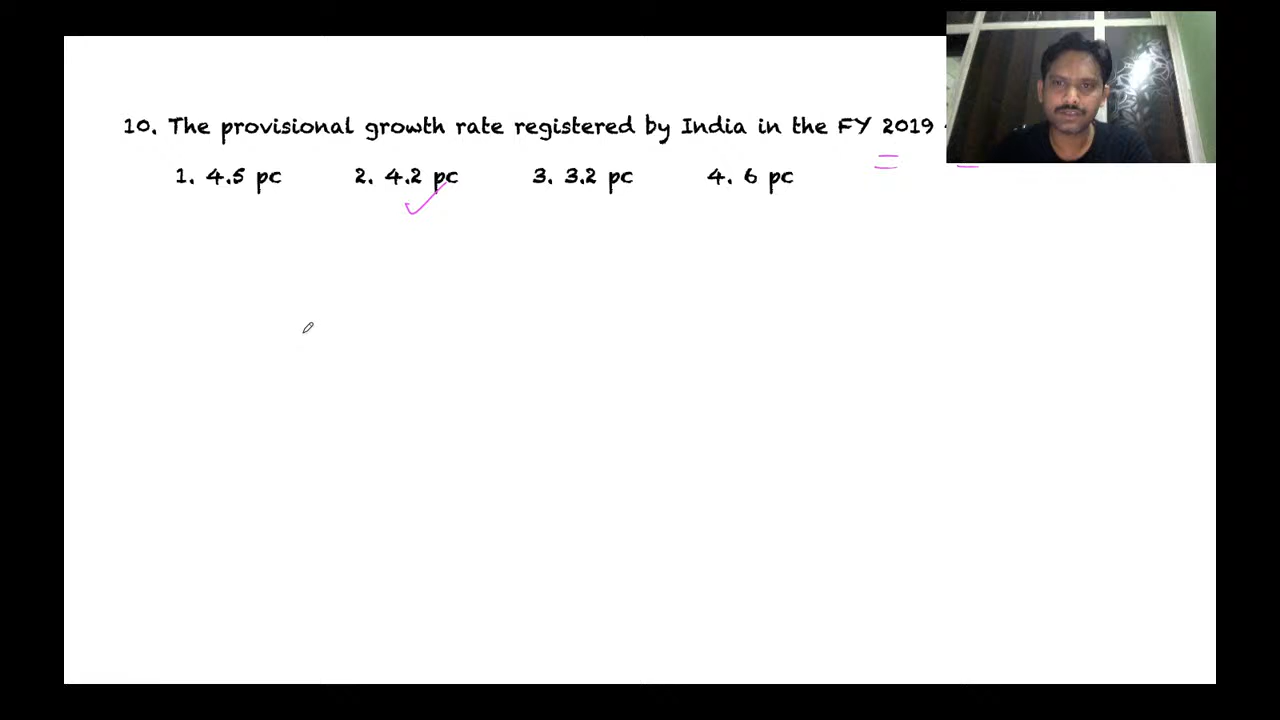 10. The provisional growth rate registered by India in the FY 2019
1. 4.5 pc 2. 4.2 pc 3. 3.2 pc 4. 6 pc